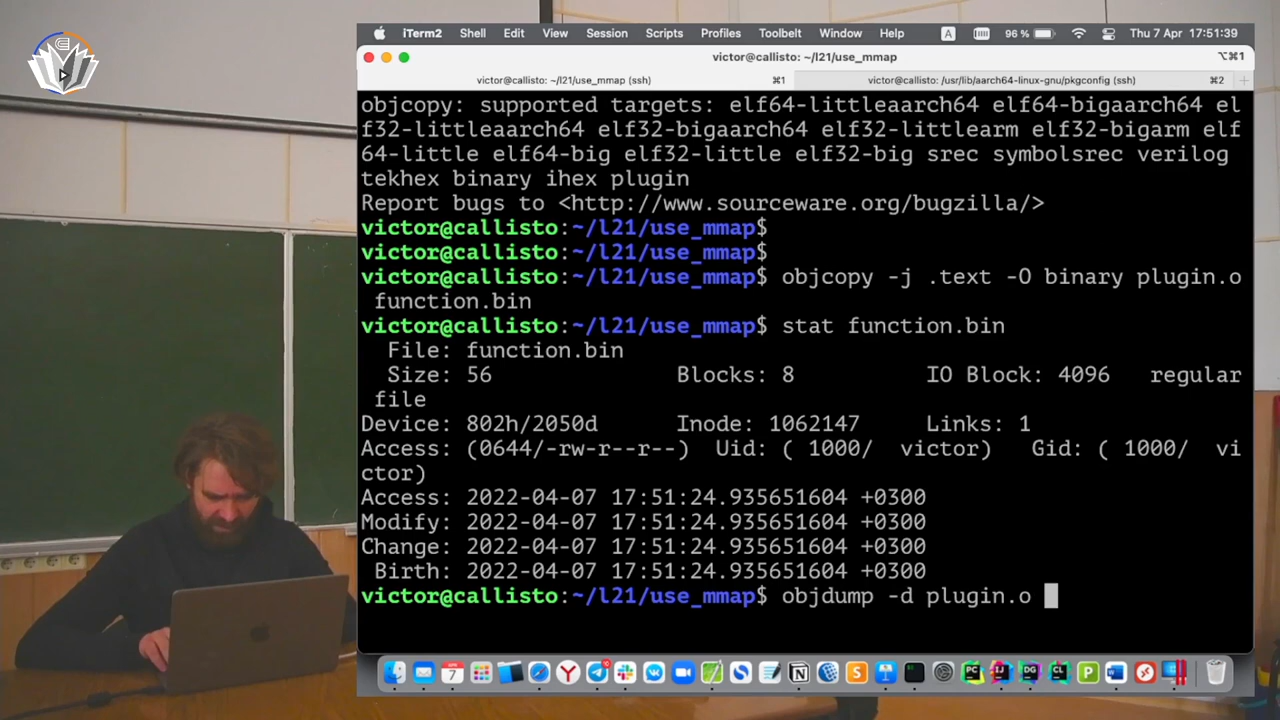 iTerm2 Shell Edit View Session Scripts Profiles Toolbelt Window Help A 96 % Thu 7 Apr 17:51:39
victor@callisto: ~/l21/use_mmap ⌥⌘1
victor@callisto: ~/l21/use_mmap (ssh) ⌘1 victor@callisto: /usr/lib/aarch64-linux-gnu/pkgconfig (ssh) ⌘2
objcopy: supported targets: elf64-littleaarch64 elf64-bigaarch64 el
f32-littleaarch64 elf32-bigaarch64 elf32-littlearm elf32-bigarm elf
64-little elf64-big elf32-little elf32-big srec symbolsrec verilog
tekhex binary ihex plugin
Report bugs to <http://www.sourceware.org/bugzilla/>
victor@callisto:~/l21/use_mmap$
victor@callisto:~/l21/use_mmap$
victor@callisto:~/l21/use_mmap$ objcopy -j .text -O binary plugin.o
function.bin
victor@callisto:~/l21/use_mmap$ stat function.bin
File: function.bin
Size: 56 Blocks: 8 IO Block: 4096 regular
file
Device: 802h/2050d Inode: 1062147 Links: 1
Access: (0644/-rw-r--r--) Uid: ( 1000/ victor) Gid: ( 1000/ vi
ctor)
Access: 2022-04-07 17:51:24.935651604 +0300
Modify: 2022-04-07 17:51:24.935651604 +0300
Change: 2022-04-07 17:51:24.935651604 +0300
Birth: 2022-04-07 17:51:24.935651604 +0300
victor@callisto:~/l21/use_mmap$ objdump -d plugin.o